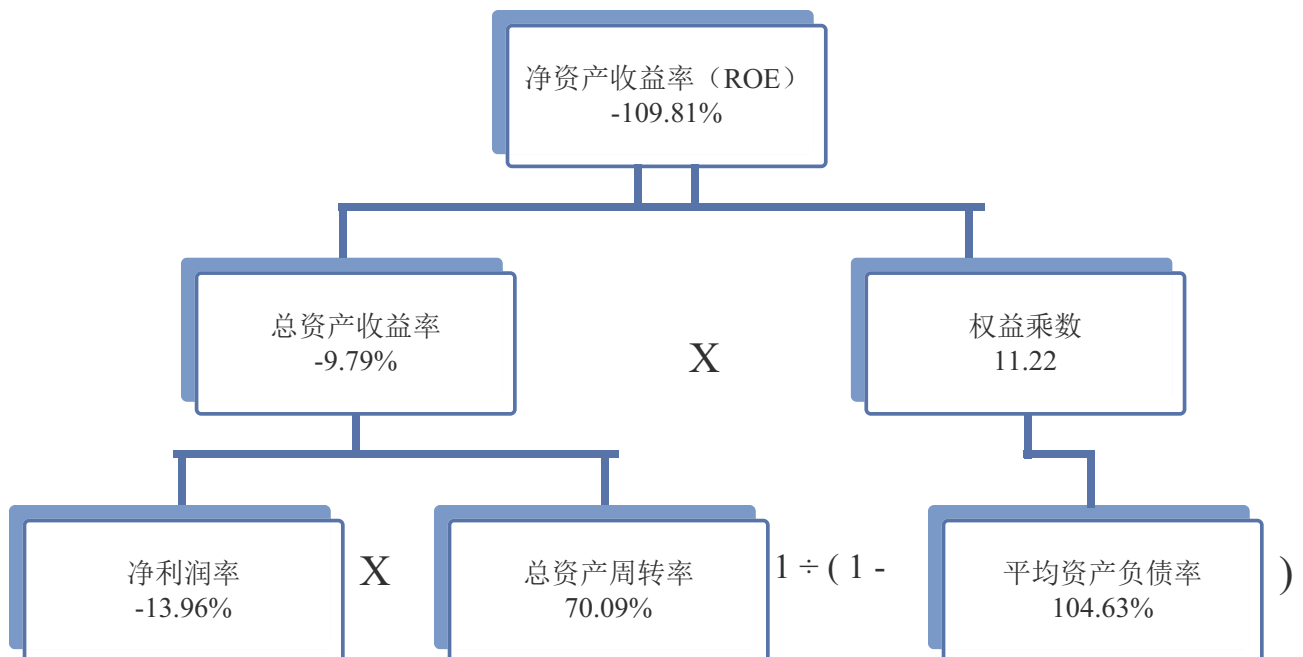 净资产收益率（ROE）
-109.81%
总资产收益率
-9.79%
X
权益乘数
11.22
净利润率
-13.96%
X
总资产周转率
70.09%
1 ÷ ( 1 -
平均资产负债率
104.63%
)